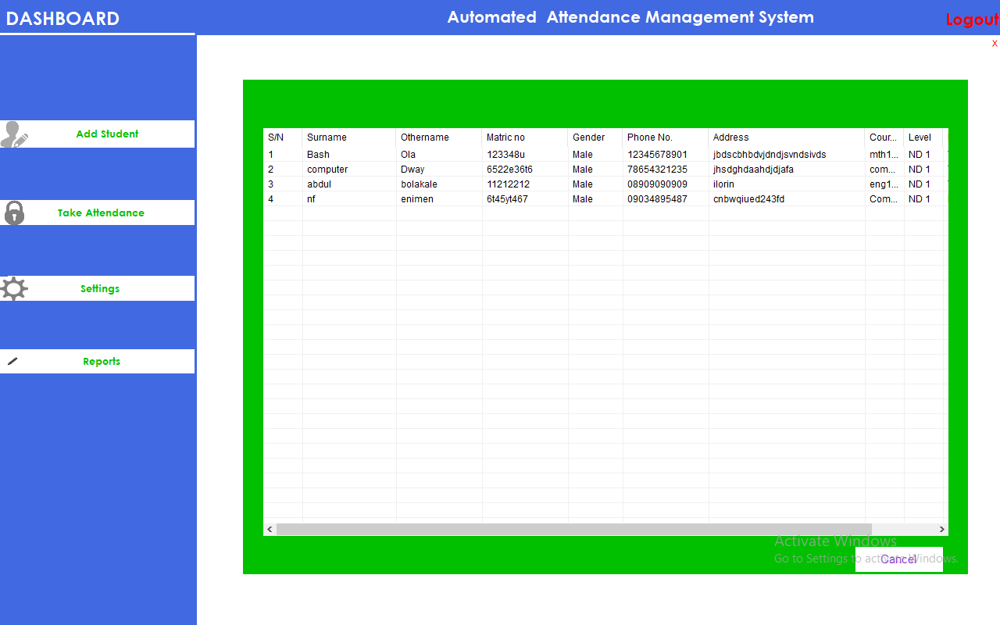 DASHBOARD Automated Attendance Management System Logout
X
Add Student
Take Attendance
Settings
Reports
S/N Surname Othername Matric no Gender Phone No. Address Cour... Level
1 Bash Ola 123348u Male 12345678901 jbdscbhbdvjdndjsvndsivds mth1... ND 1
2 computer Dway 6522e36t6 Male 78654321235 jhsdghdaahdjdjafa com... ND 1
3 abdul bolakale 11212212 Male 08909090909 ilorin eng1... ND 1
4 nf enimen 6t45yt467 Male 09034895487 cnbwqiued243fd Com... ND 1
Activate Windows
Go to Settings to activate Windows.
Cancel